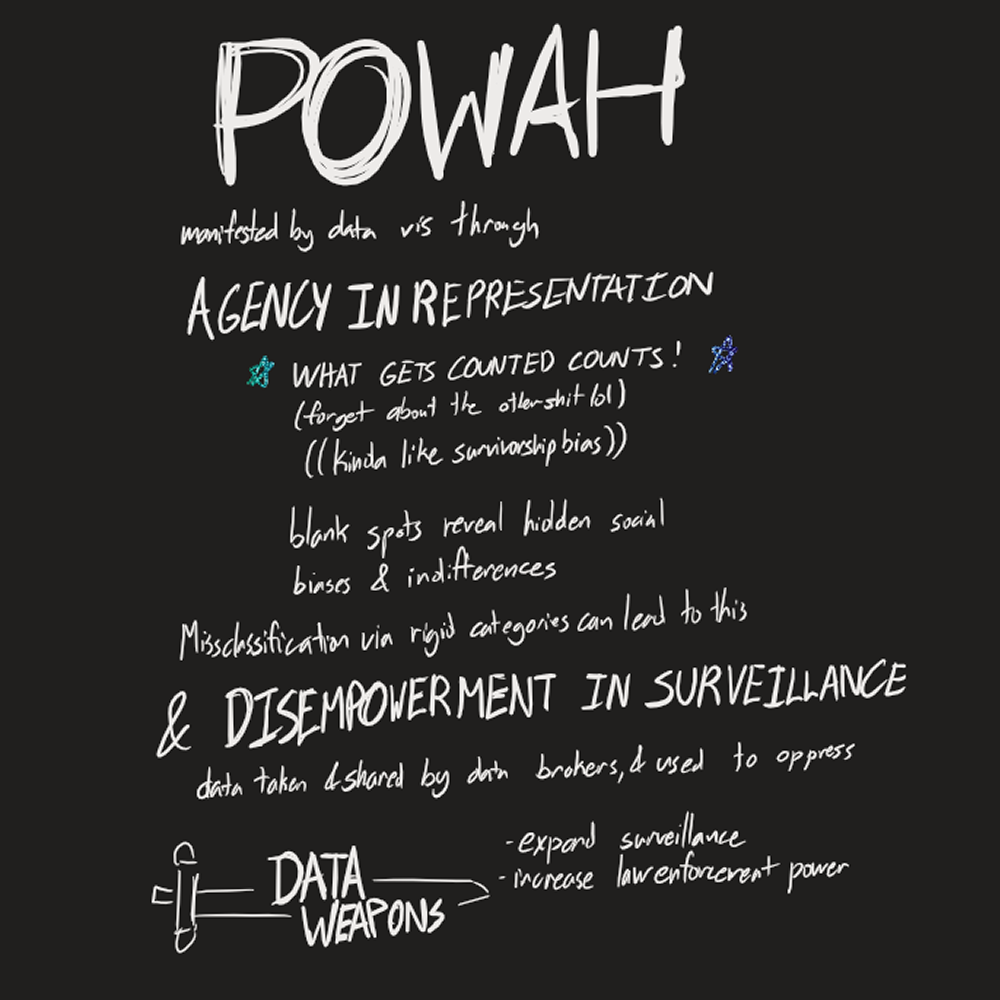 POWAH
manifested by data vis through
AGENCY IN REPRESENTATION
WHAT GETS COUNTED COUNTS!
(forget about the other shit lol)
((kinda like survivorship bias))
blank spots reveal hidden social
biases & indifferences
Missclassification via rigid categories can lead to this
& DISEMPOWERMENT IN SURVEILLANCE
data taken & shared by data brokers, & used to oppress
DATA
WEAPONS
- expand surveillance
- increase law enforcement power